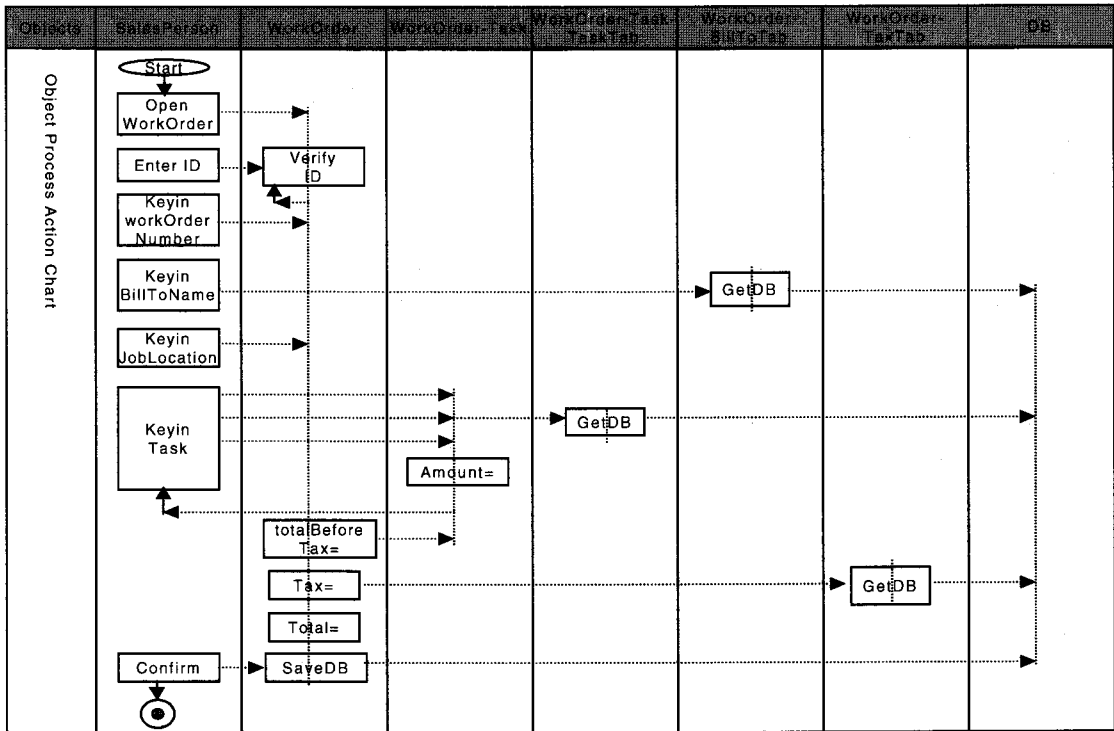 Objects
SalesPerson
WorkOrder
WorkOrder-Task
WorkOrder-Task-
TaskTab
WorkOrder-
BillToTab
WorkOrder-
TaxTab
DB
Object Process Action Chart
Start
Open
WorkOrder
Enter ID
Verify
ID
Keyin
workOrder
Number
Keyin
BillToName
GetDB
Keyin
JobLocation
Keyin
Task
GetDB
Amount=
totalBefore
Tax=
Tax=
GetDB
Total=
Confirm
SaveDB